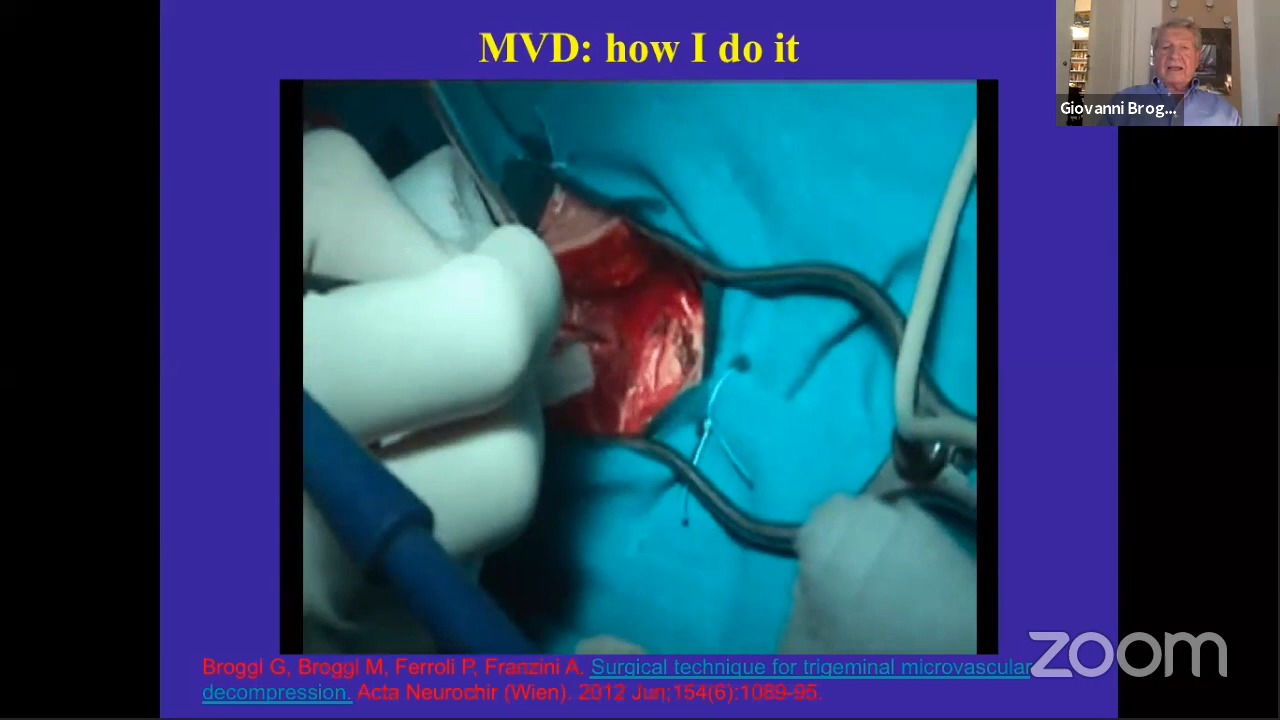 MVD: how I do it
Giovanni Brog...
BroggI G, BroggI M, Ferroli P, Franzini A. Surgical technique for trigeminal microvascular
decompression. Acta Neurochir (Wien). 2012 Jun;154(6):1089-95.
zoom